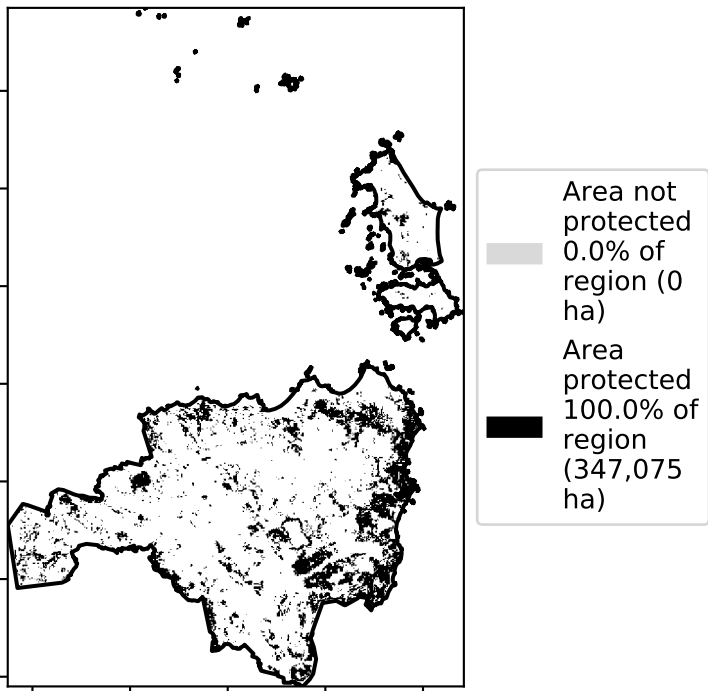 Area not
protected
0.0% of
region (0
ha)
Area
protected
100.0% of
region
(347,075
ha)